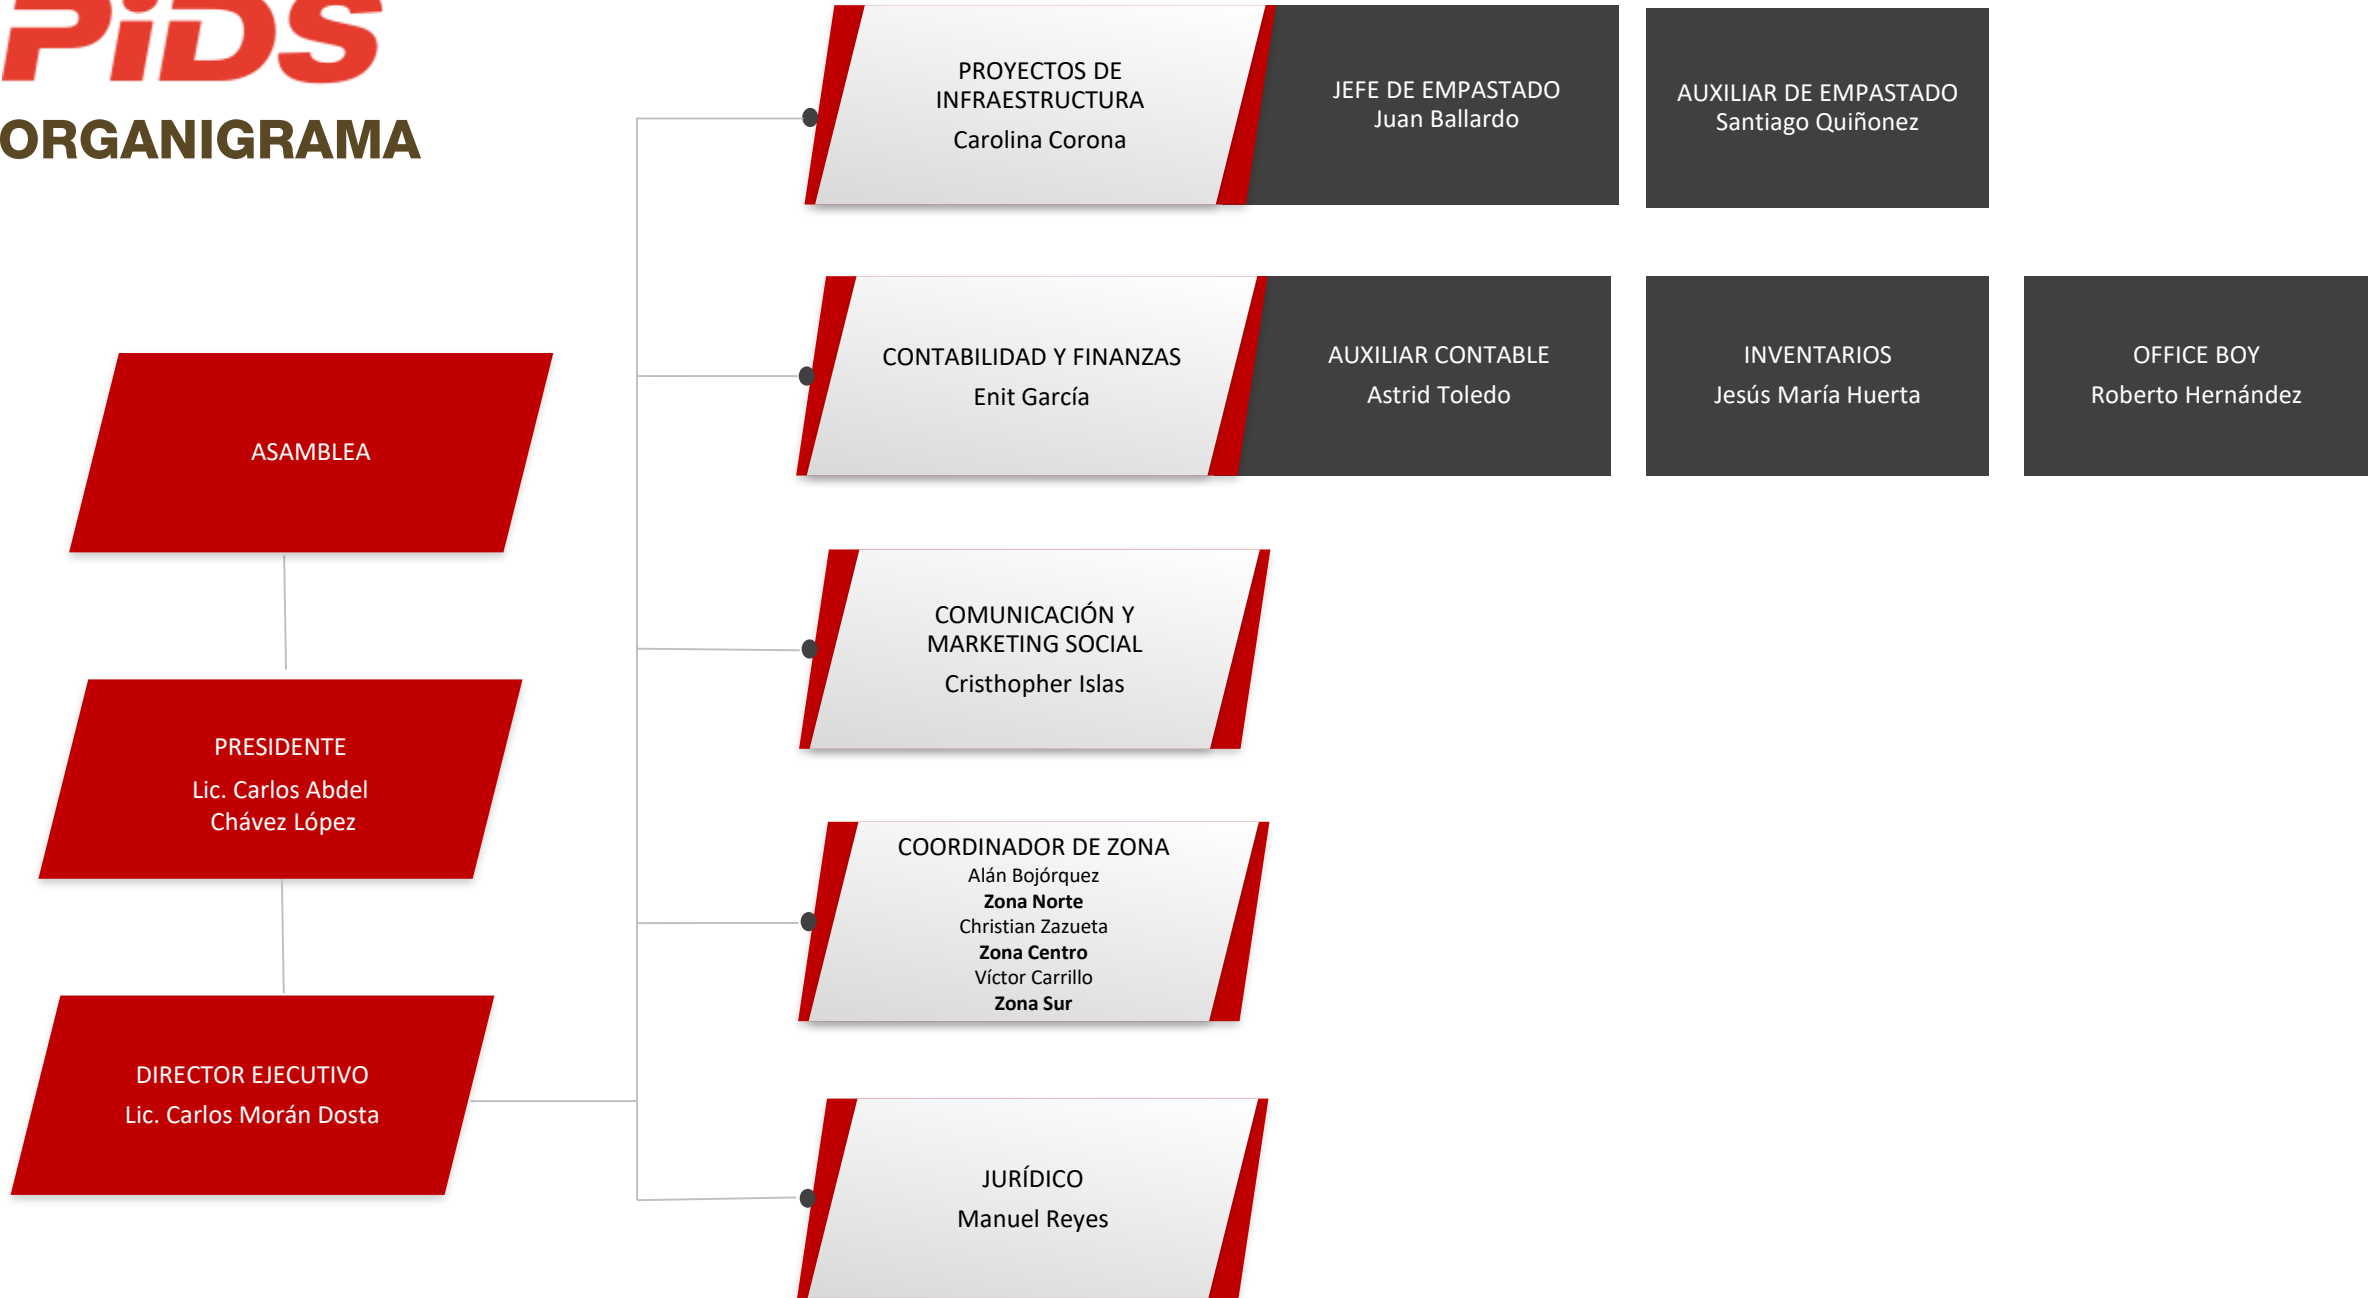 PiDS
ORGANIGRAMA
PROYECTOS DE
INFRAESTRUCTURA
Carolina Corona
JEFE DE EMPASTADO
Juan Ballardo
AUXILIAR DE EMPASTADO
Santiago Quiñonez
CONTABILIDAD Y FINANZAS
Enit García
AUXILIAR CONTABLE
Astrid Toledo
INVENTARIOS
Jesús María Huerta
OFFICE BOY
Roberto Hernández
ASAMBLEA
COMUNICACIÓN Y
MARKETING SOCIAL
Cristhopher Islas
PRESIDENTE
Lic. Carlos Abdel
Chávez López
COORDINADOR DE ZONA
Alán Bojórquez
Zona Norte
Christian Zazueta
Zona Centro
Víctor Carrillo
Zona Sur
DIRECTOR EJECUTIVO
Lic. Carlos Morán Dosta
JURÍDICO
Manuel Reyes